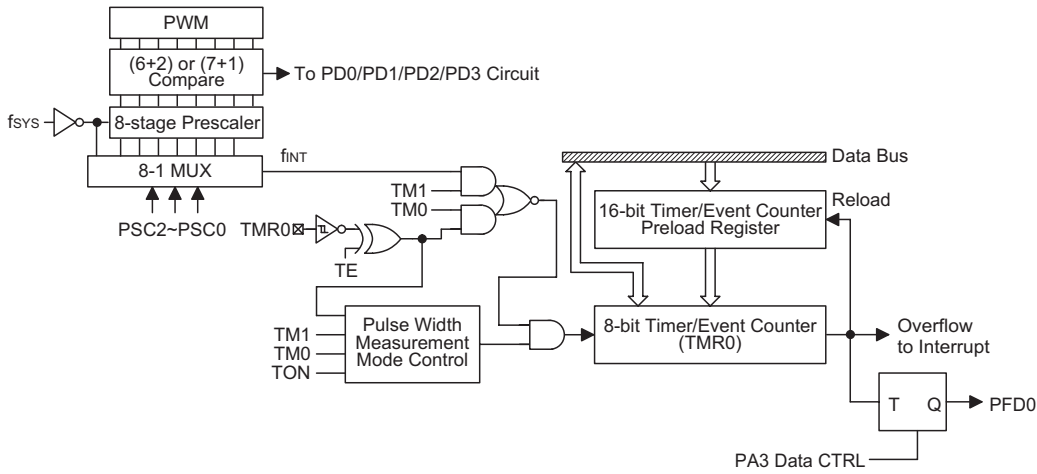 PWM
(6+2) or (7+1)
Compare
To PD0/PD1/PD2/PD3 Circuit
fSYS
8-stage Prescaler
8-1 MUX
fINT
PSC2~PSC0
TM1
TM0
TMR0
TE
Data Bus
16-bit Timer/Event Counter
Preload Register
Reload
TM1
TM0
TON
Pulse Width
Measurement
Mode Control
8-bit Timer/Event Counter
(TMR0)
Overflow
to Interrupt
T Q
PFD0
PA3 Data CTRL